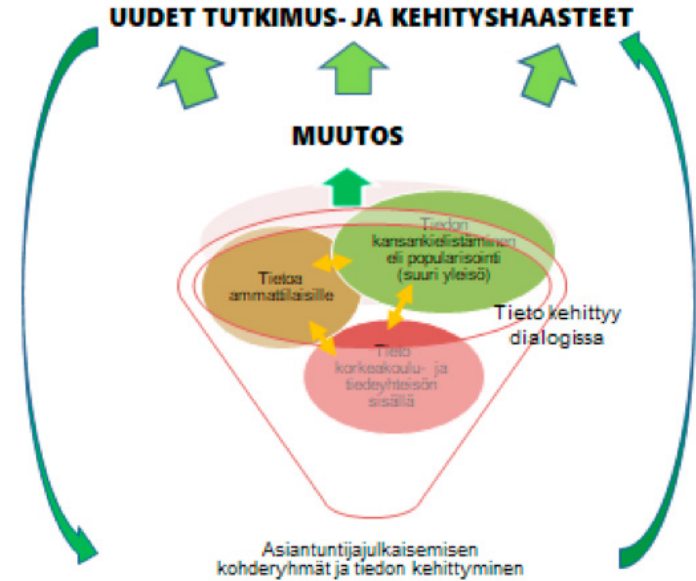 UUDET TUTKIMUS- JA KEHITYSHAASTEET
MUUTOS
Tiedon
kansankielistäminen
eli popularisointi
(suuri yleisö)
Tietoa
ammattilaisille
Tieto kehittyy
dialogissa
Tieto
korkeakoulu- ja
tiedeyhteisön
sisällä
Asiantuntijajulkaisemisen
kohderyhmät ja tiedon kehittyminen